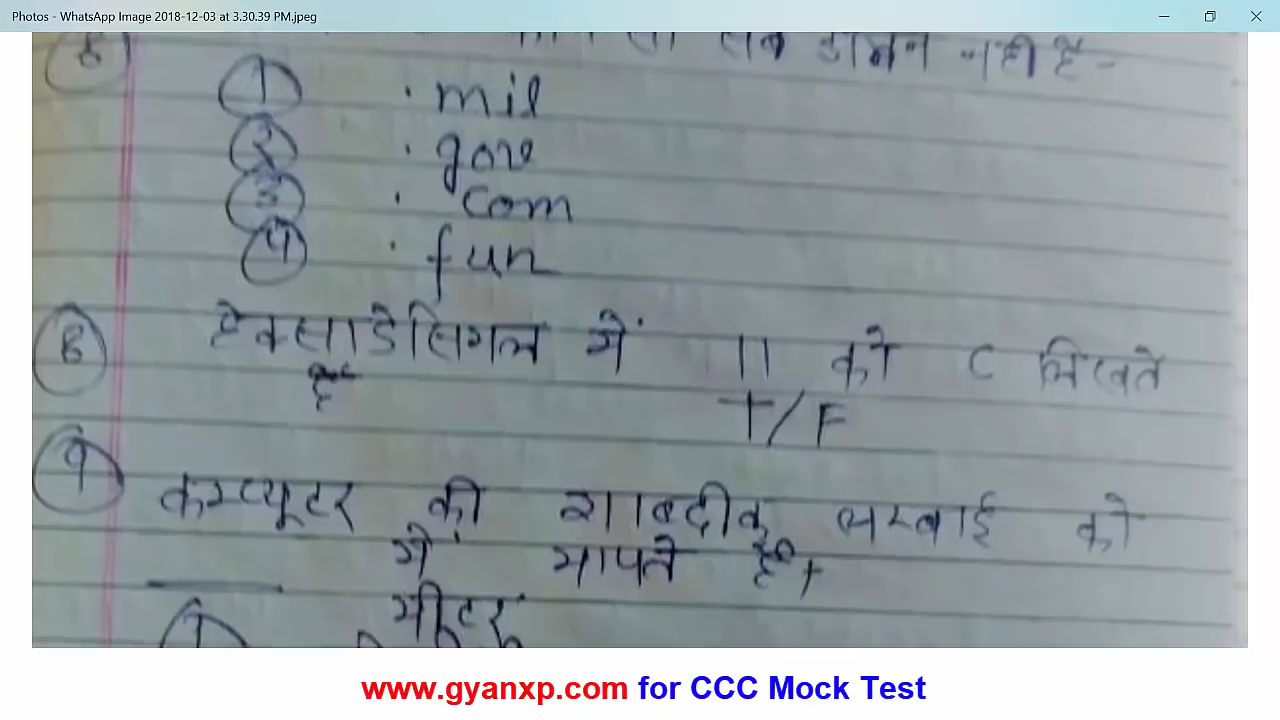 Photos - WhatsApp Image 2018-12-03 at 3.30.39 PM.jpeg
डोमेन नहीं है-
1 . mil
2 . gov
3 . com
4 . fun
8 हेक्साडेसिमल में 11 को C लिखते
है
T/F
9 कम्प्यूटर की शाब्दीक लम्बाई को
में मापते है।
1 मीटर
www.gyanxp.com for CCC Mock Test